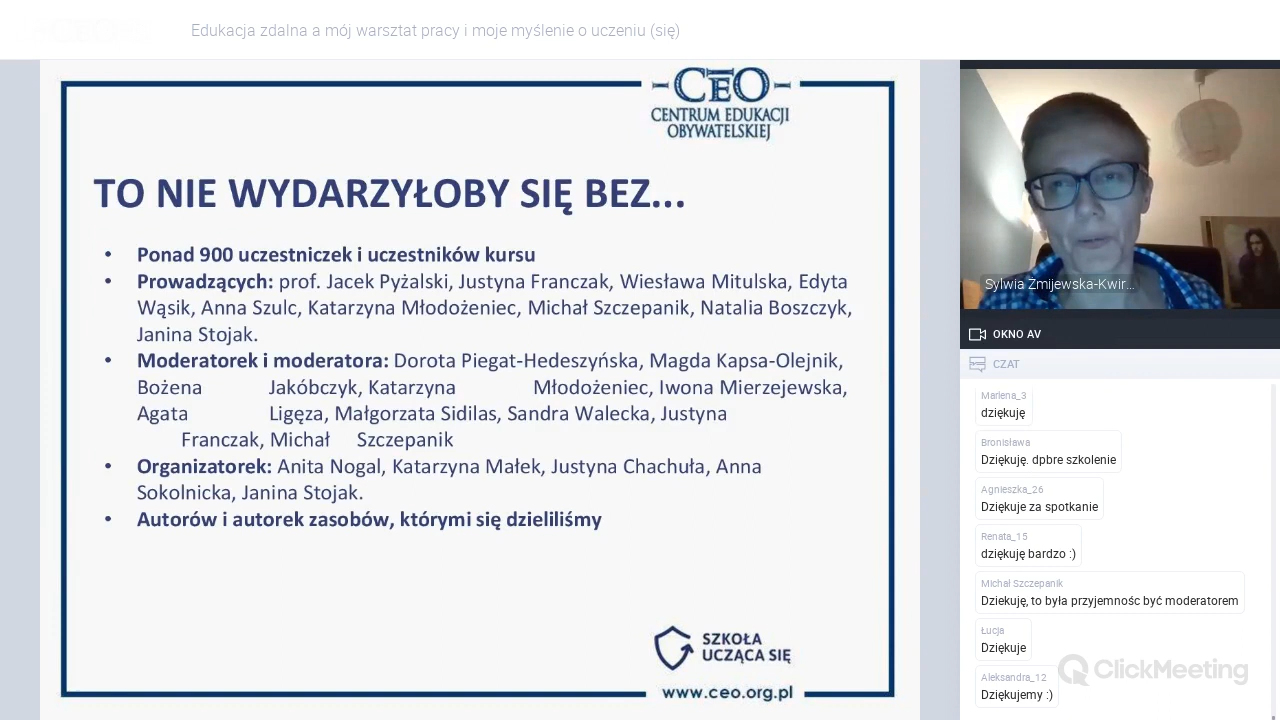 Edukacja zdalna a mój warsztat pracy i moje myślenie o uczeniu (się)
CEO
CENTRUM EDUKACJI
OBYWATELSKIEJ
TO NIE WYDARZYŁOBY SIĘ BEZ...
• Ponad 900 uczestniczek i uczestników kursu
• Prowadzących: prof. Jacek Pyżalski, Justyna Franczak, Wiesława Mitulska, Edyta
Wąsik, Anna Szulc, Katarzyna Młodożeniec, Michał Szczepanik, Natalia Boszczyk,
Janina Stojak.
• Moderatorek i moderatora: Dorota Piegat-Hedeszyńska, Magda Kapsa-Olejnik,
Bożena Jakóbczyk, Katarzyna Młodożeniec, Iwona Mierzejewska,
Agata Ligęza, Małgorzata Sidilas, Sandra Walecka, Justyna
Franczak, Michał Szczepanik
• Organizatorek: Anita Nogal, Katarzyna Małek, Justyna Chachuła, Anna
Sokolnicka, Janina Stojak.
• Autorów i autorek zasobów, którymi się dzieliliśmy
SZKOŁA
UCZĄCA SIĘ
www.ceo.org.pl
Sylwia Żmijewska-Kwir...
OKNO AV
CZAT
Marlena_3
dziękuję
Bronisława
Dziękuję. dpbre szkolenie
Agnieszka_26
Dziękuje za spotkanie
Renata_15
dziękuję bardzo :)
Michał Szczepanik
Dziekuję, to była przyjemnośc być moderatorem
Łucja
Dziękuje
Aleksandra_12
Dziękujemy :)
ClickMeeting